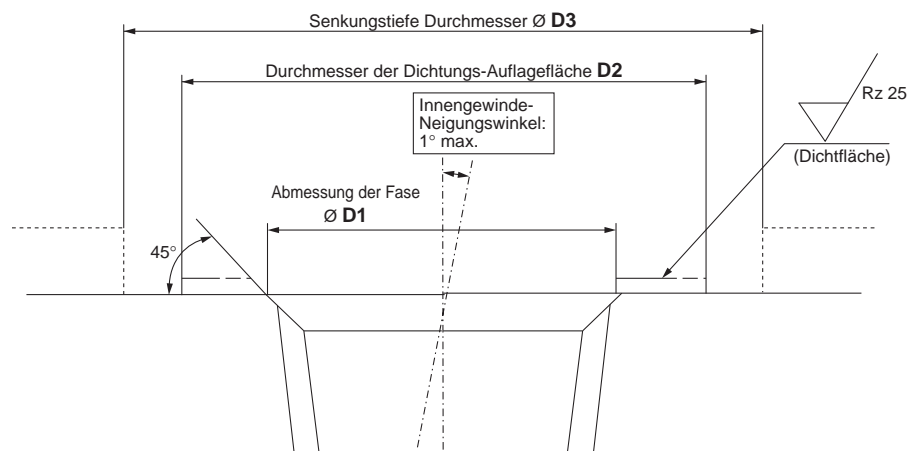 Senkungstiefe Durchmesser Ø D3
Durchmesser der Dichtungs-Auflagefläche D2
Innengewinde-
Neigungswinkel:
1° max.
Rz 25
(Dichtfläche)
Abmessung der Fase
Ø D1
45°